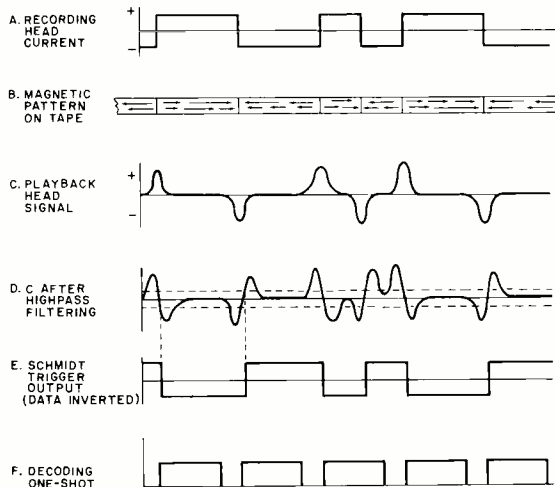 A. RECORDING
HEAD
CURRENT
+
−
B. MAGNETIC
PATTERN
ON TAPE
C. PLAYBACK
HEAD
SIGNAL
+
−
D. C AFTER
HIGHPASS
FILTERING
E. SCHMIDT
TRIGGER
OUTPUT
(DATA INVERTED)
F. DECODING
ONE-SHOT